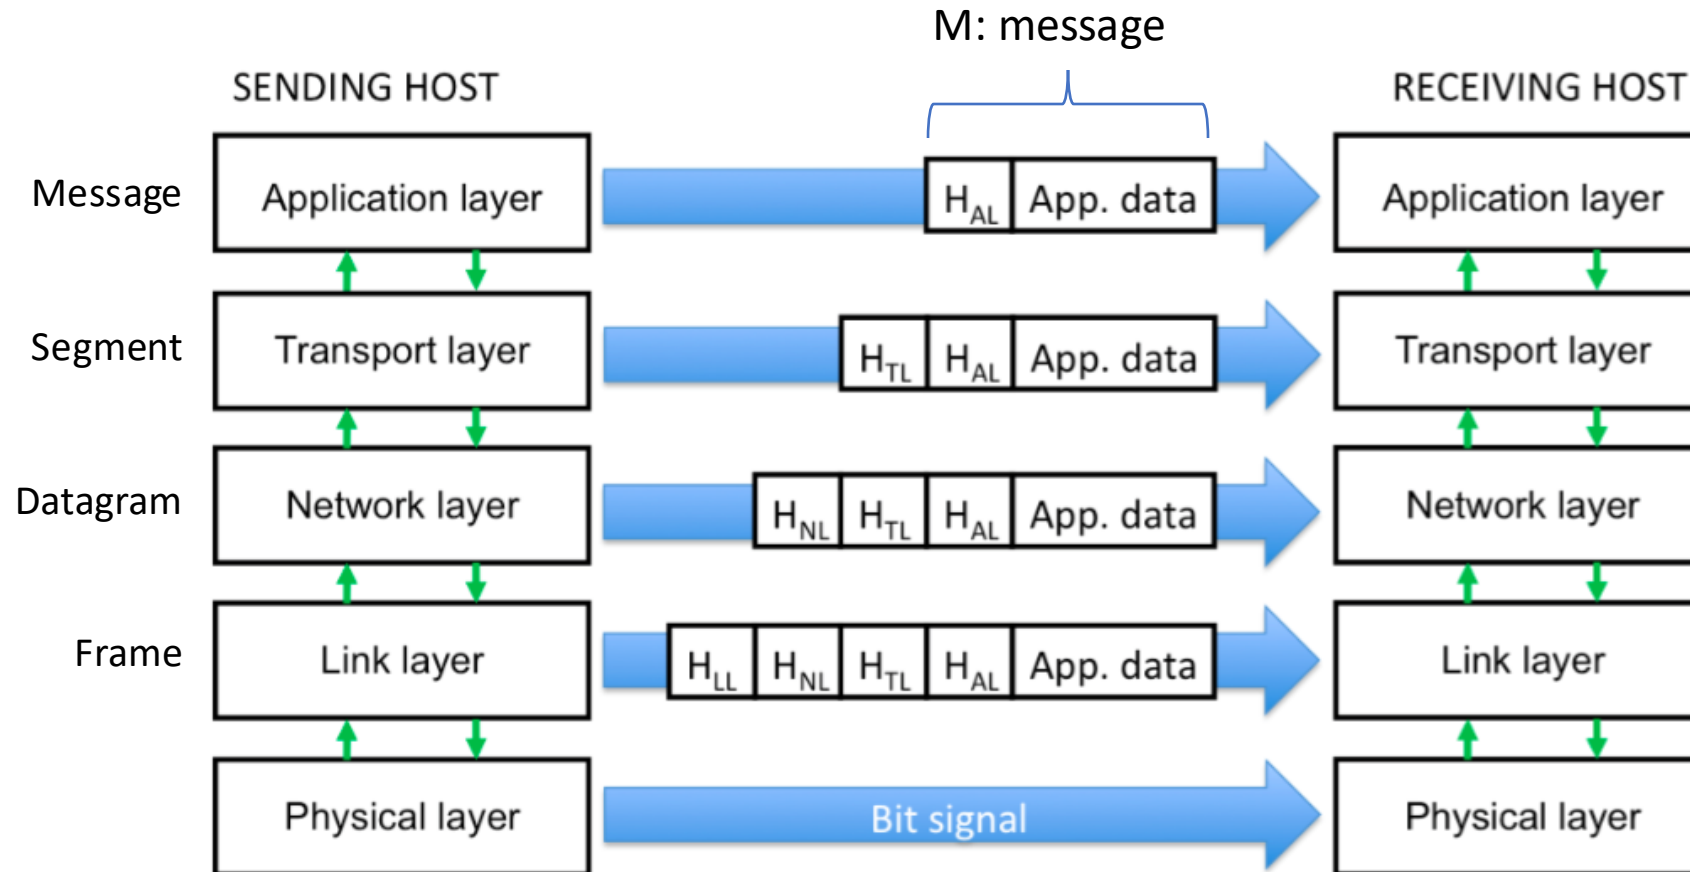 M: message
SENDING HOST
RECEIVING HOST
Message
Application layer
HAL App. data
Application layer
Segment
Transport layer
HTL HAL App. data
Transport layer
Datagram
Network layer
HNL HTL HAL App. data
Network layer
Frame
Link layer
HLL HNL HTL HAL App. data
Link layer
Physical layer
Bit signal
Physical layer